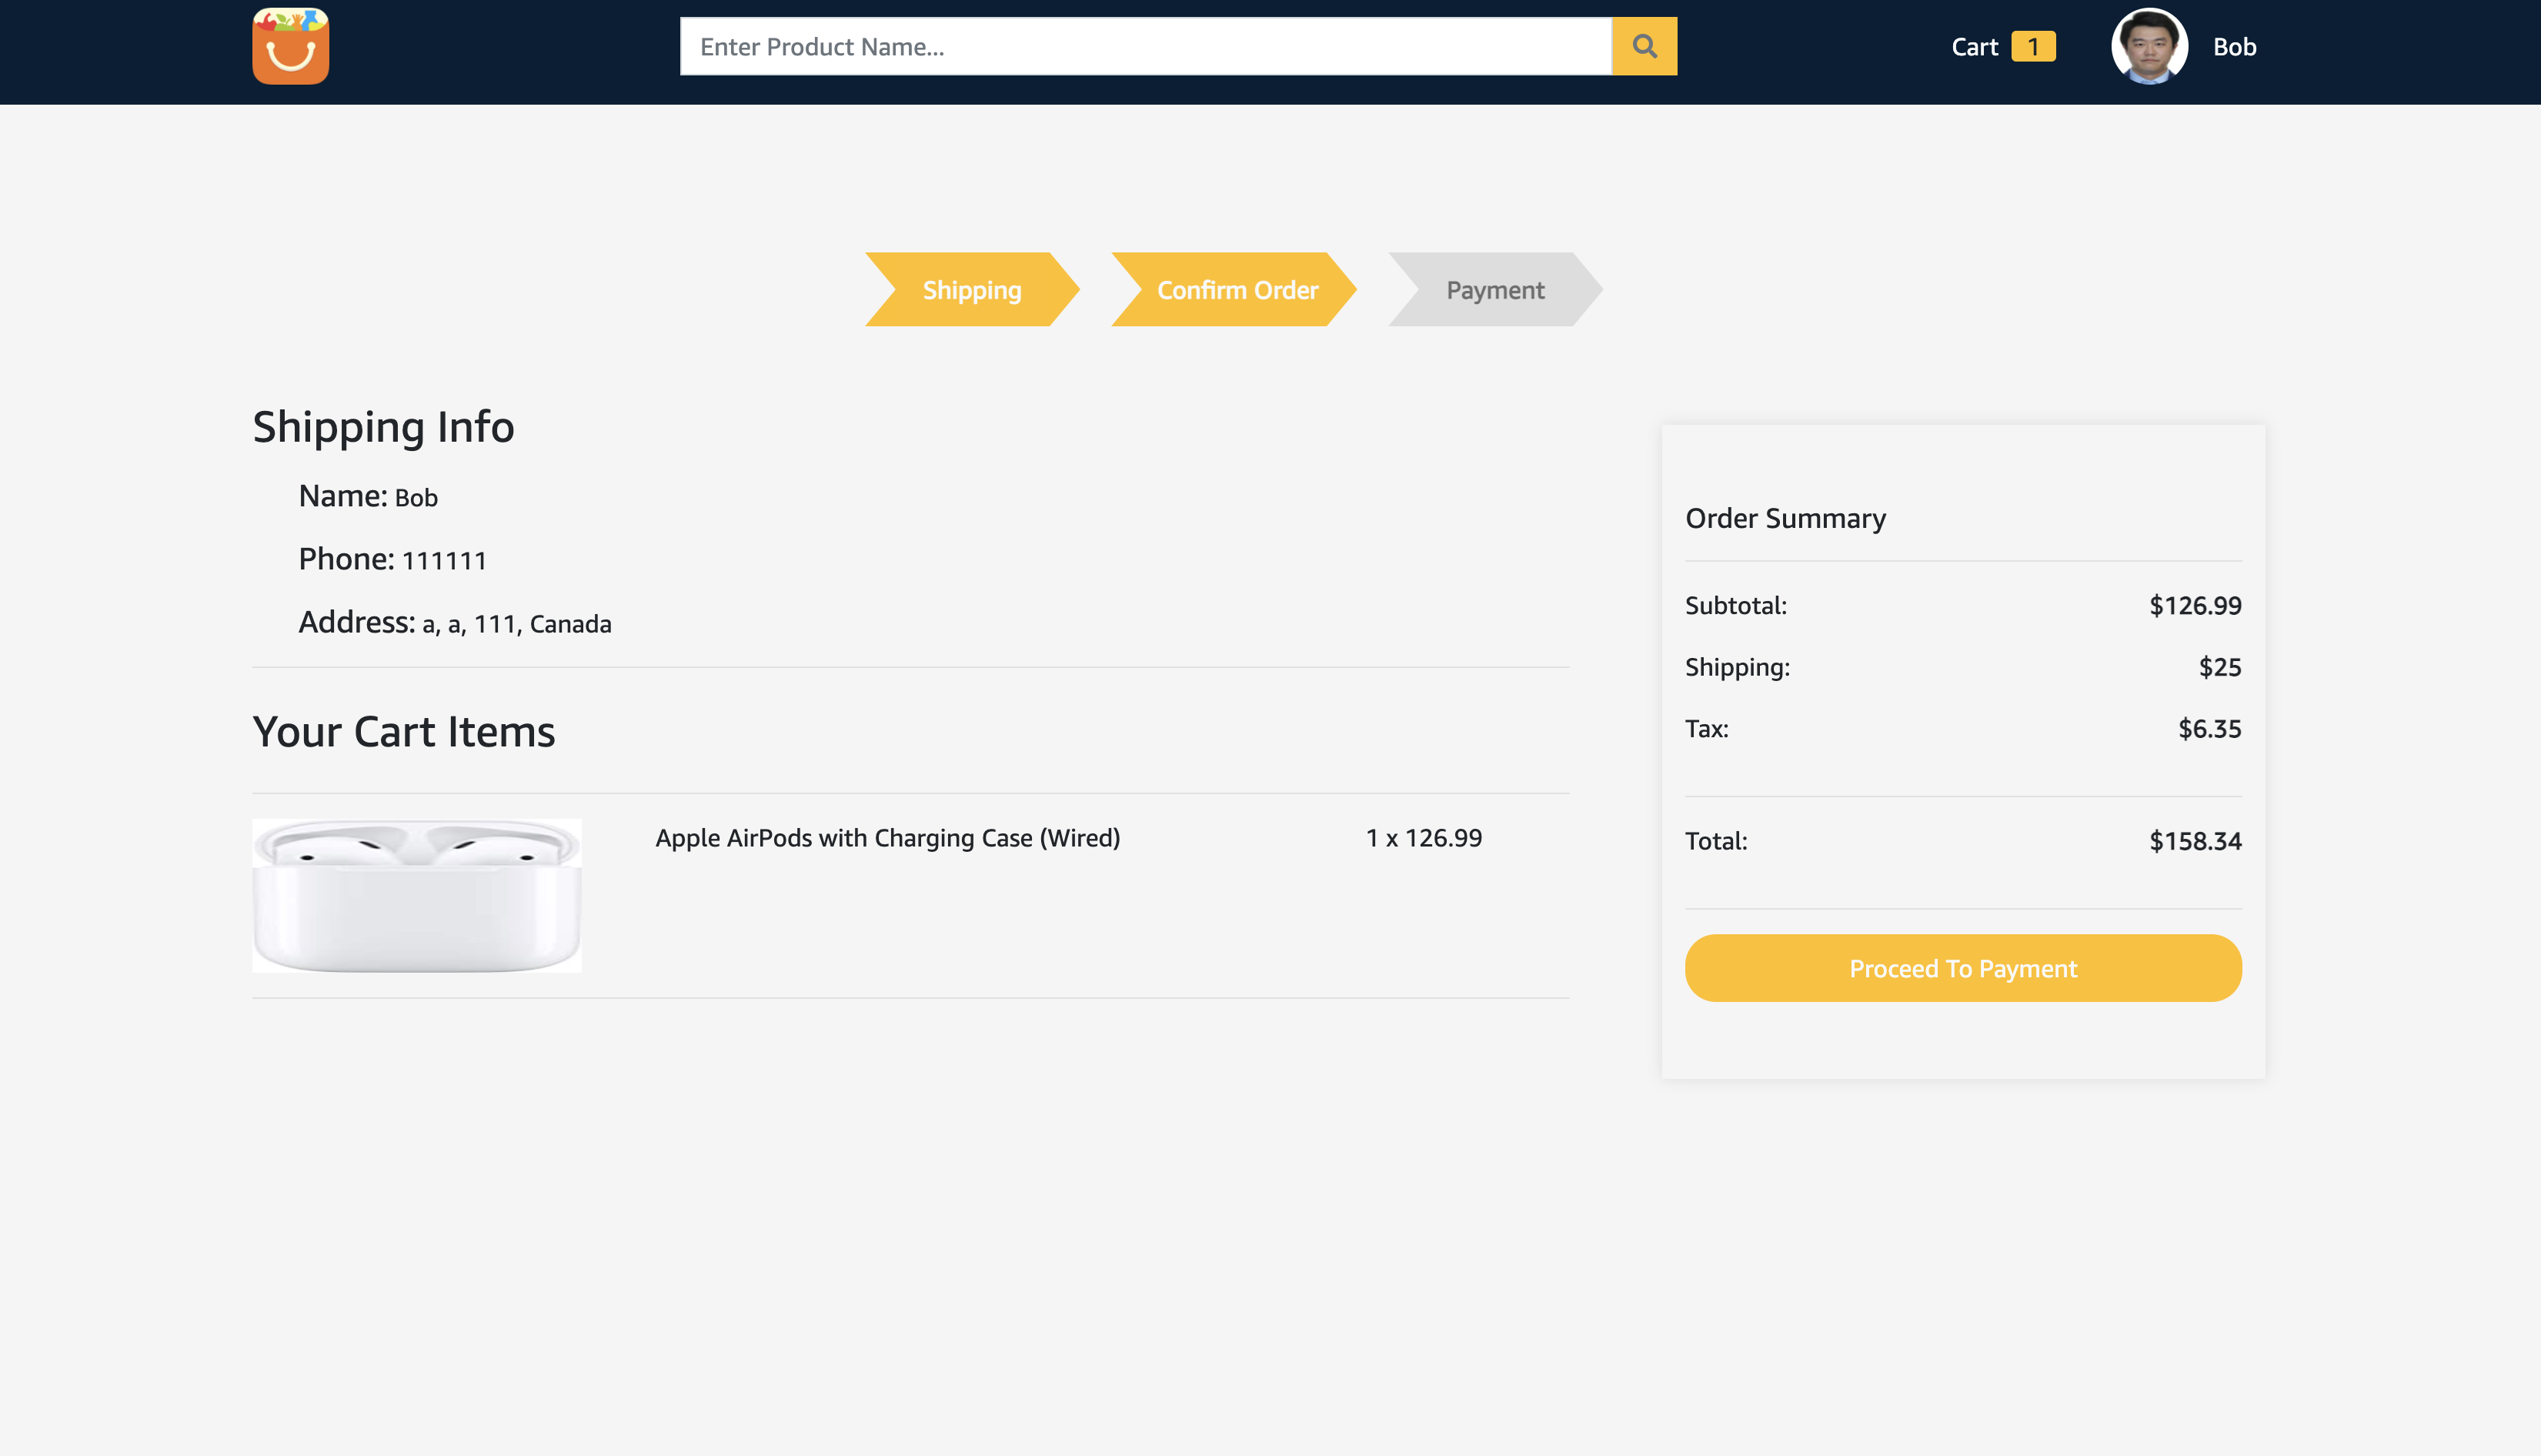 Enter Product Name...
Cart 1
Bob
Shipping
Confirm Order
Payment
Shipping Info
Name: Bob
Phone: 111111
Address: a, a, 111, Canada
Your Cart Items
Apple AirPods with Charging Case (Wired)
1 x 126.99
Order Summary
Subtotal: $126.99
Shipping: $25
Tax: $6.35
Total: $158.34
Proceed To Payment